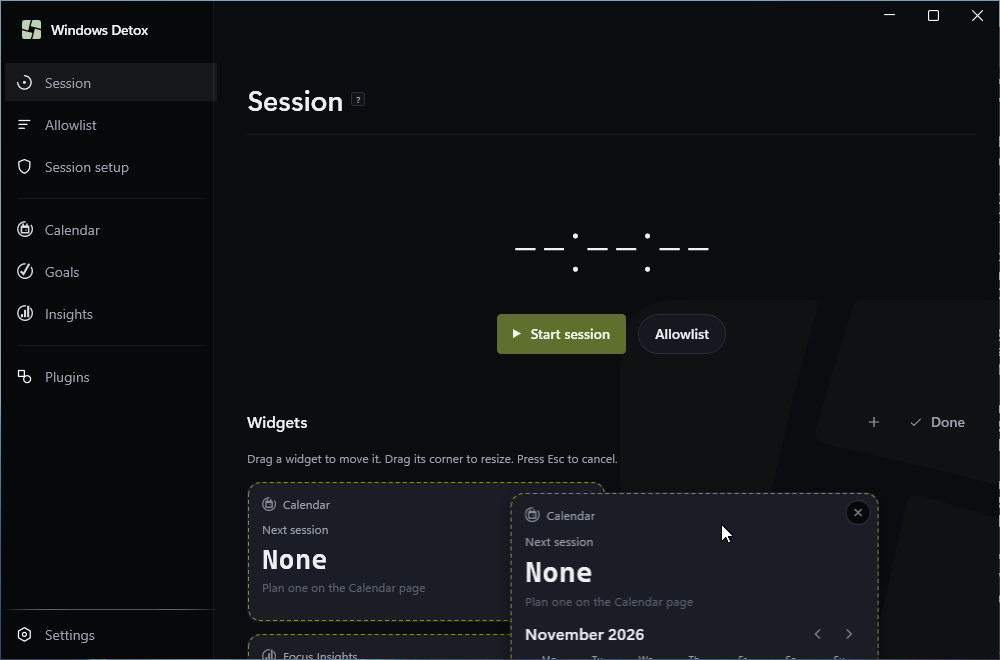 Windows Detox
Session
Allowlist
Session setup
Calendar
Goals
Insights
Plugins
Settings
Session ?
--:--:--
Start session
Allowlist
Widgets
Done
Drag a widget to move it. Drag its corner to resize. Press Esc to cancel.
Calendar
Next session
None
Plan one on the Calendar page
Focus Insights
Calendar
Next session
None
Plan one on the Calendar page
November 2026